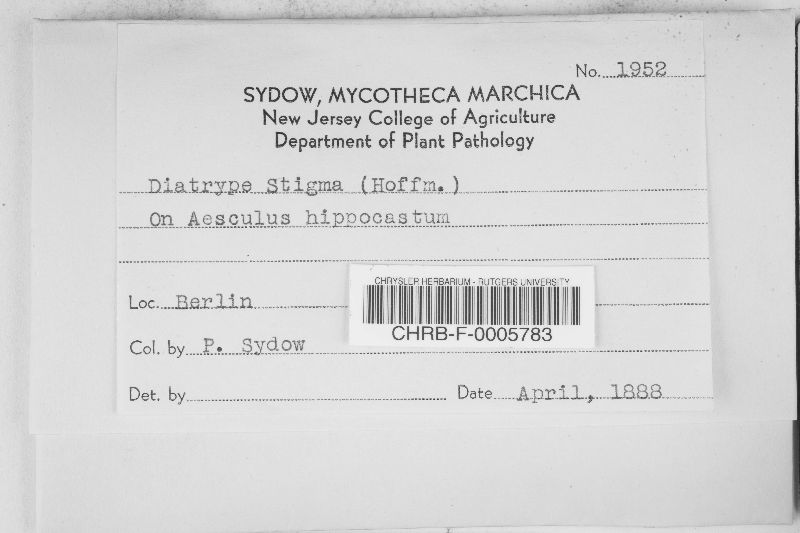 No. 1952
SYDOW, MYCOTHECA MARCHICA
New Jersey College of Agriculture
Department of Plant Pathology
Diatrype Stigma (Hoffm.)
On Aesculus hippocastum
CHRYSLER HERBARIUM - RUTGERS UNIVERSITY
CHRB-F-0005783
Loc. Berlin
Col. by P. Sydow
Det. by
Date April, 1888